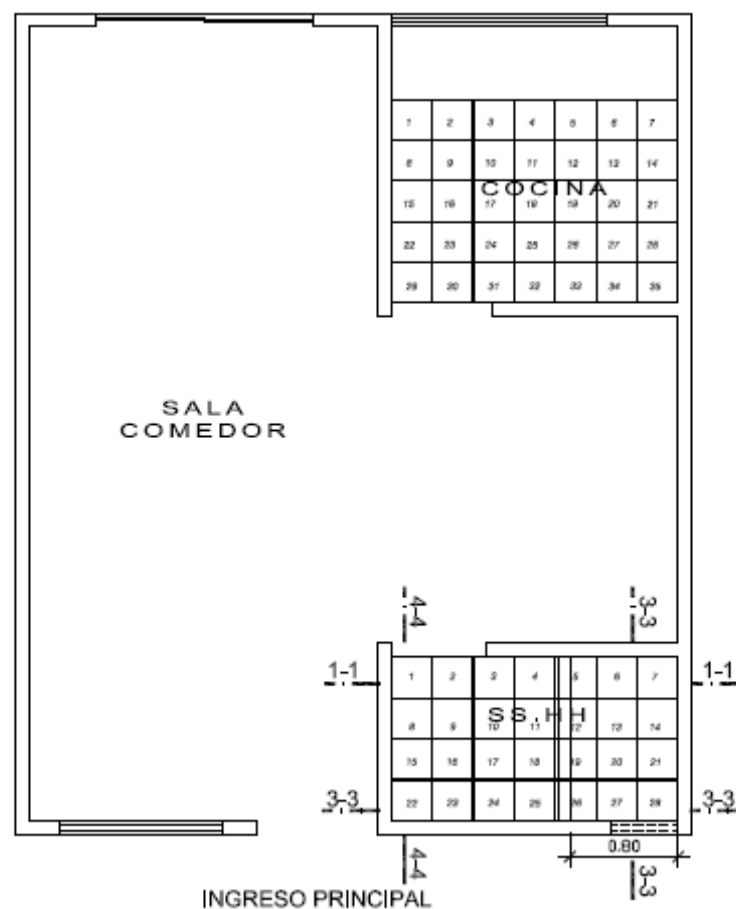 1 2 3 4 5 6 7
8 9 10 11 12 13 14
COCINA
15 16 17 18 19 20 21
22 23 24 25 26 27 28
29 30 31 32 33 34 35
SALA
COMEDOR
4-4 3-3
1-1 1 2 3 4 5 6 7 1-1
SS.HH
8 9 10 11 12 13 14
15 16 17 18 19 20 21
3-3 22 23 24 25 26 27 28 3-3
0.80
4-4 3-3
INGRESO PRINCIPAL